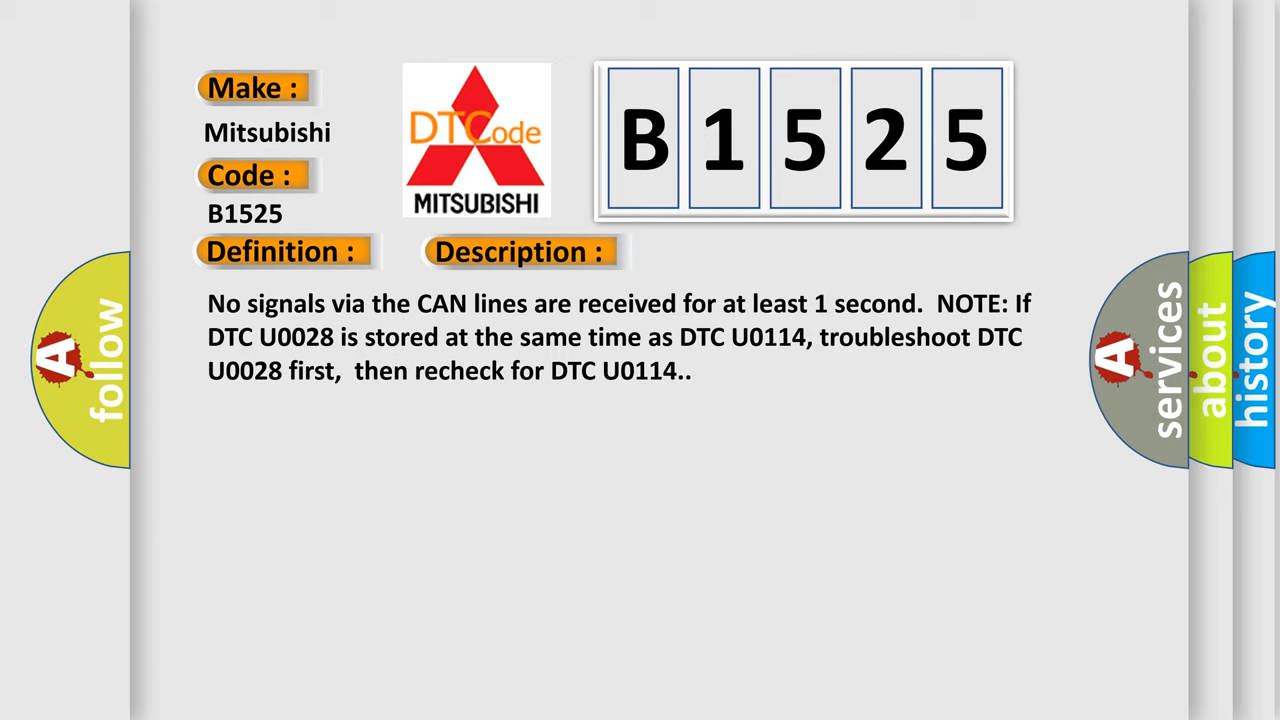 Make :
Mitsubishi
Code :
B1525
Definition :
Description :
No signals via the CAN lines are received for at least 1 second.  NOTE: If
DTC U0028 is stored at the same time as DTC U0114, troubleshoot DTC
U0028 first,  then recheck for DTC U0114..
DTCode
MITSUBISHI
B 1 5 2 5
A
follow
A
services
about
history